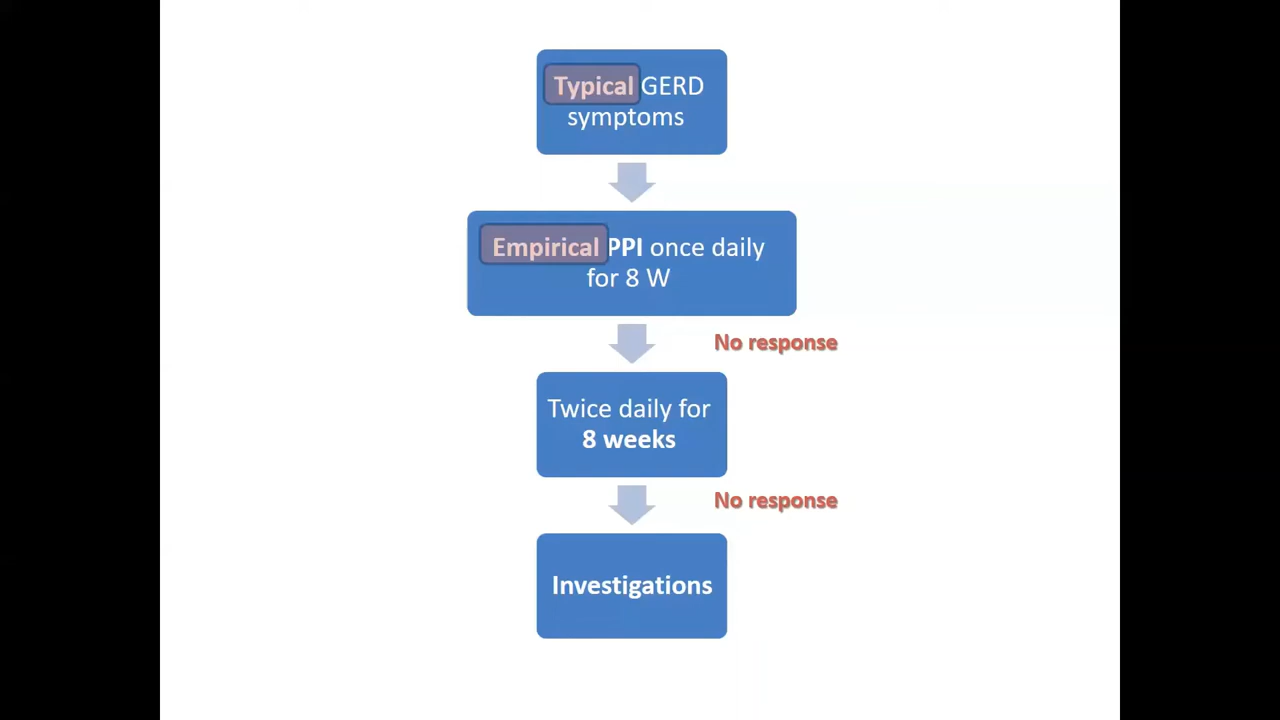 Typical GERD
symptoms
Empirical PPI once daily
for 8 W
No response
Twice daily for
8 weeks
No response
Investigations